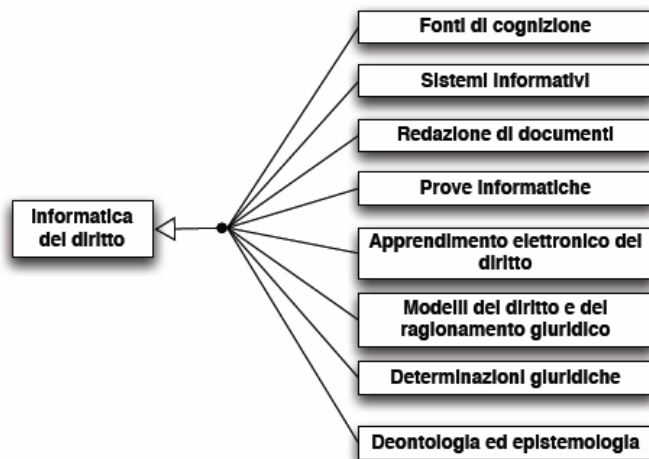 Fonti di cognizione
Sistemi informativi
Redazione di documenti
Prove informatiche
Informatica
del diritto
Apprendimento elettronico del
diritto
Modelli del diritto e del
ragionamento giuridico
Determinazioni giuridiche
Deontologia ed epistemologia